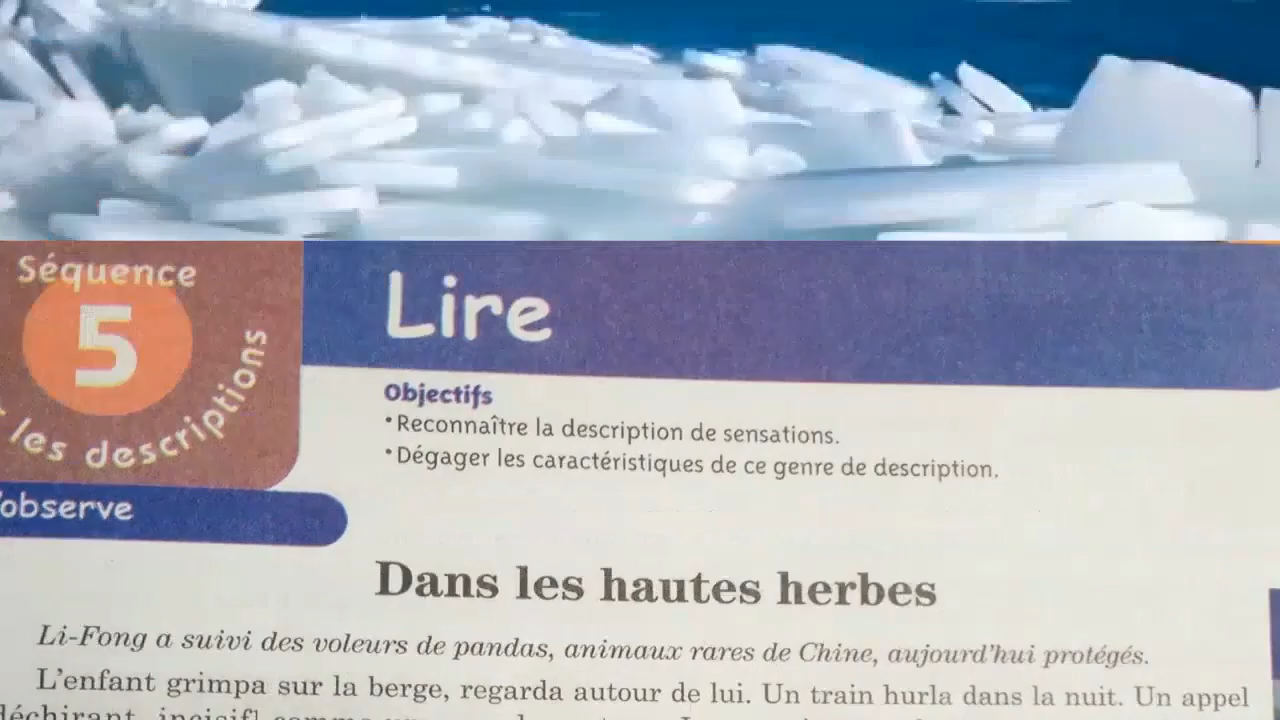 Séquence
5
les descriptions
Lire
Objectifs
•Reconnaître la description de sensations.
•Dégager les caractéristiques de ce genre de description.
'observe
Dans les hautes herbes
Li-Fong a suivi des voleurs de pandas, animaux rares de Chine, aujourd'hui protégés.
L'enfant grimpa sur la berge, regarda autour de lui. Un train hurla dans la nuit. Un appel